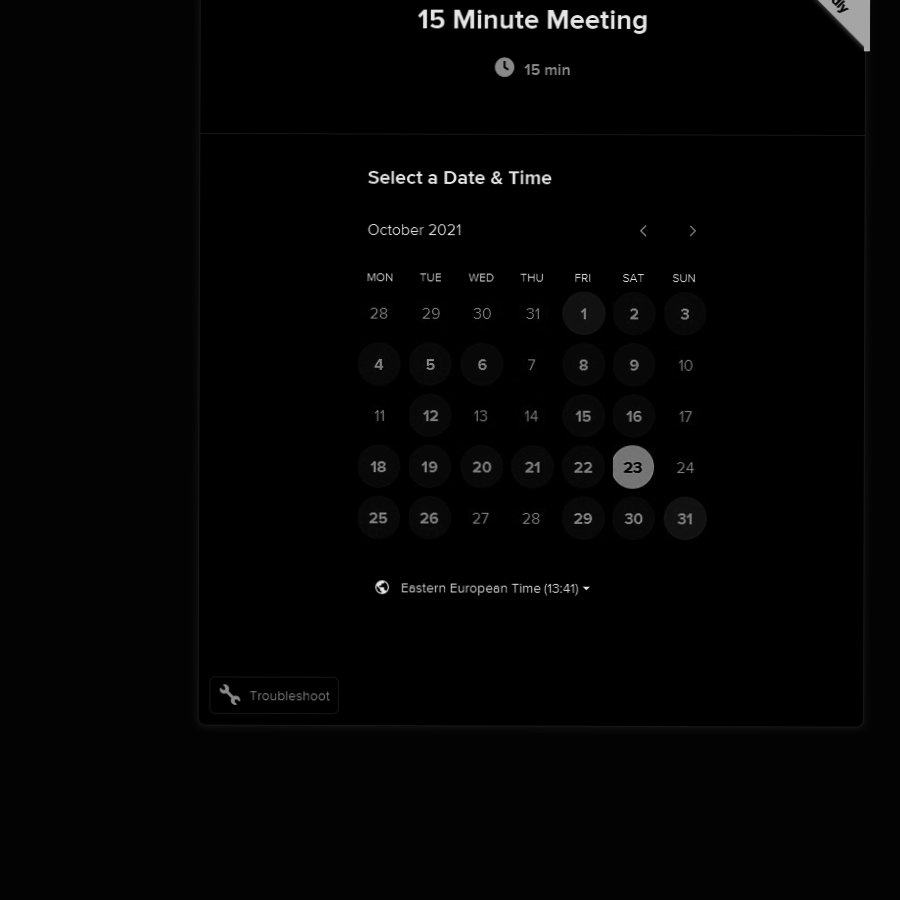 15 Minute Meeting
15 min
Select a Date & Time
October 2021
MON TUE WED THU FRI SAT SUN
28 29 30 31 1 2 3
4 5 6 7 8 9 10
11 12 13 14 15 16 17
18 19 20 21 22 23 24
25 26 27 28 29 30 31
Eastern European Time (13:41)
Troubleshoot